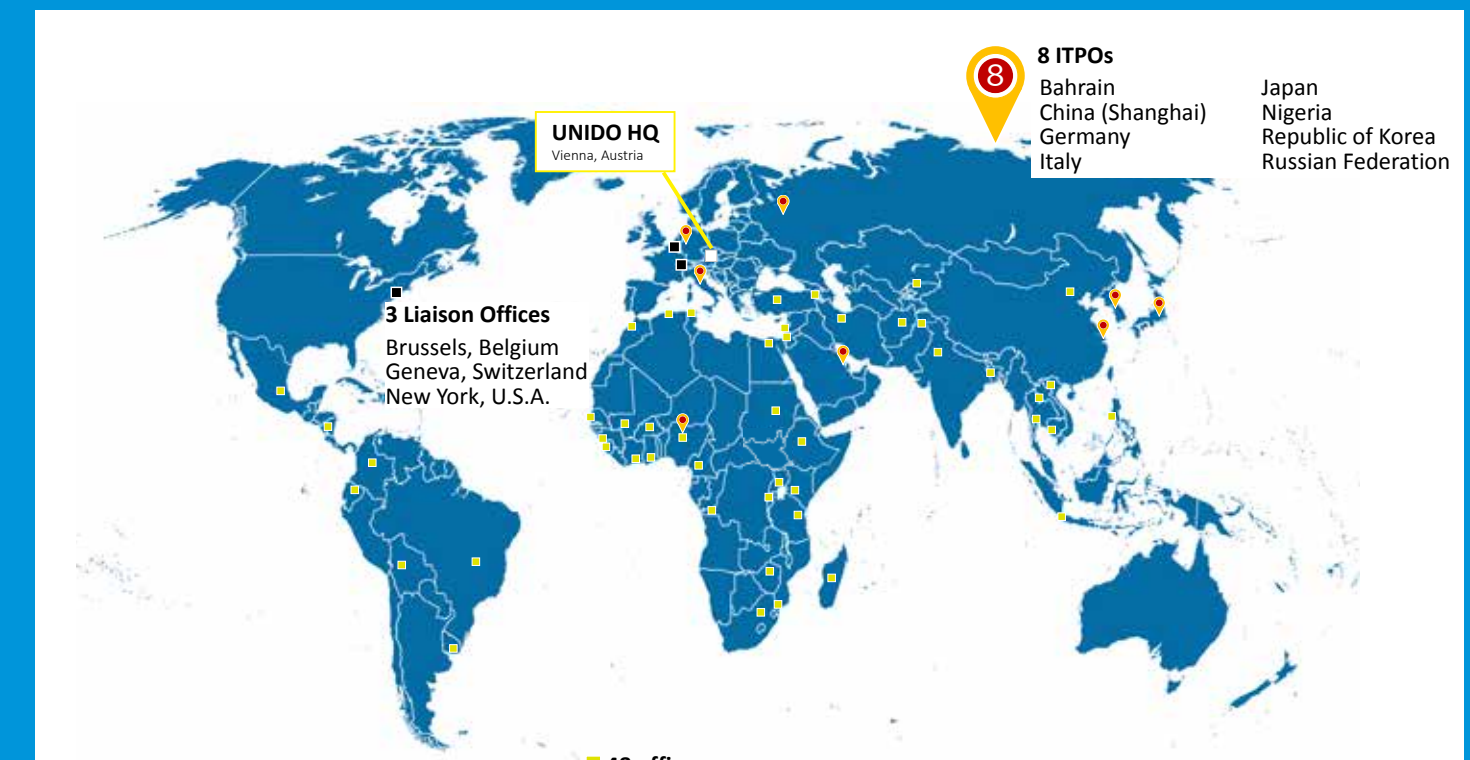 8 ITPOs
8
Bahrain
China (Shanghai)
Germany
Italy
Japan
Nigeria
Republic of Korea
Russian Federation
UNIDO HQ
Vienna, Austria
3 Liaison Offices
Brussels, Belgium
Geneva, Switzerland
New York, U.S.A.